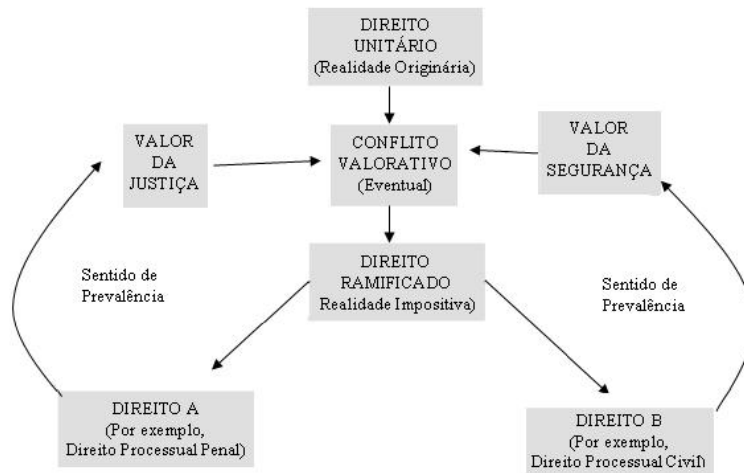 DIREITO
UNITÁRIO
(Realidade Originária)
VALOR
DA
JUSTIÇA
CONFLITO
VALORATIVO
(Eventual)
VALOR
DA
SEGURANÇA
DIREITO
RAMIFICADO
Realidade Impositiva)
Sentido de
Prevalência
Sentido de
Prevalência
DIREITO A
(Por exemplo,
Direito Processual Penal)
DIREITO B
(Por exemplo,
Direito Processual Civil)